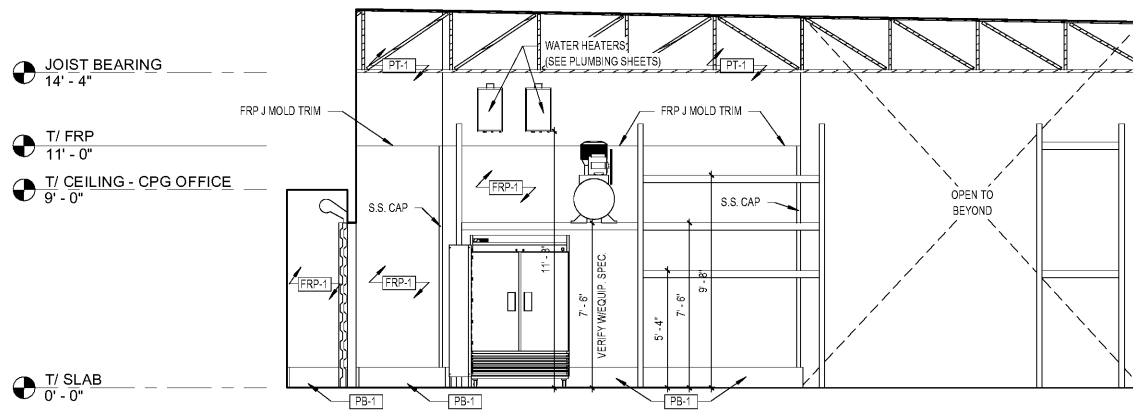 WATER HEATERS;
(SEE PLUMBING SHEETS)
JOIST BEARING
14' - 4"
PT-1
PT-1
FRP J MOLD TRIM
FRP J MOLD TRIM
T/ FRP
11' - 0"
T/ CEILING - CPG OFFICE
9' - 0"
FRP-1
S.S. CAP
S.S. CAP
OPEN TO
BEYOND
FRP-1
FRP-1
11' - 8"
7' - 6"
VERIFY W/EQUIP. SPEC.
5' - 4"
7' - 6"
9' - 8"
T/ SLAB
0' - 0"
PB-1
PB-1
PB-1